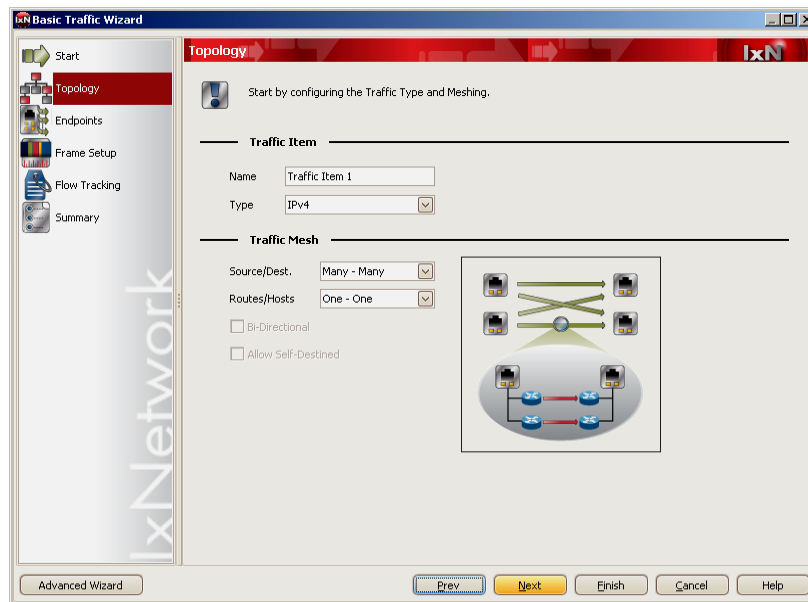 IxN Basic Traffic Wizard
Start
Topology
Endpoints
Frame Setup
Flow Tracking
Summary
IxNetwork
Topology
IxN
Start by configuring the Traffic Type and Meshing.
Traffic Item
Name Traffic Item 1
Type IPv4
Traffic Mesh
Source/Dest. Many - Many
Routes/Hosts One - One
Bi-Directional
Allow Self-Destined
Advanced Wizard Prev Next Finish Cancel Help